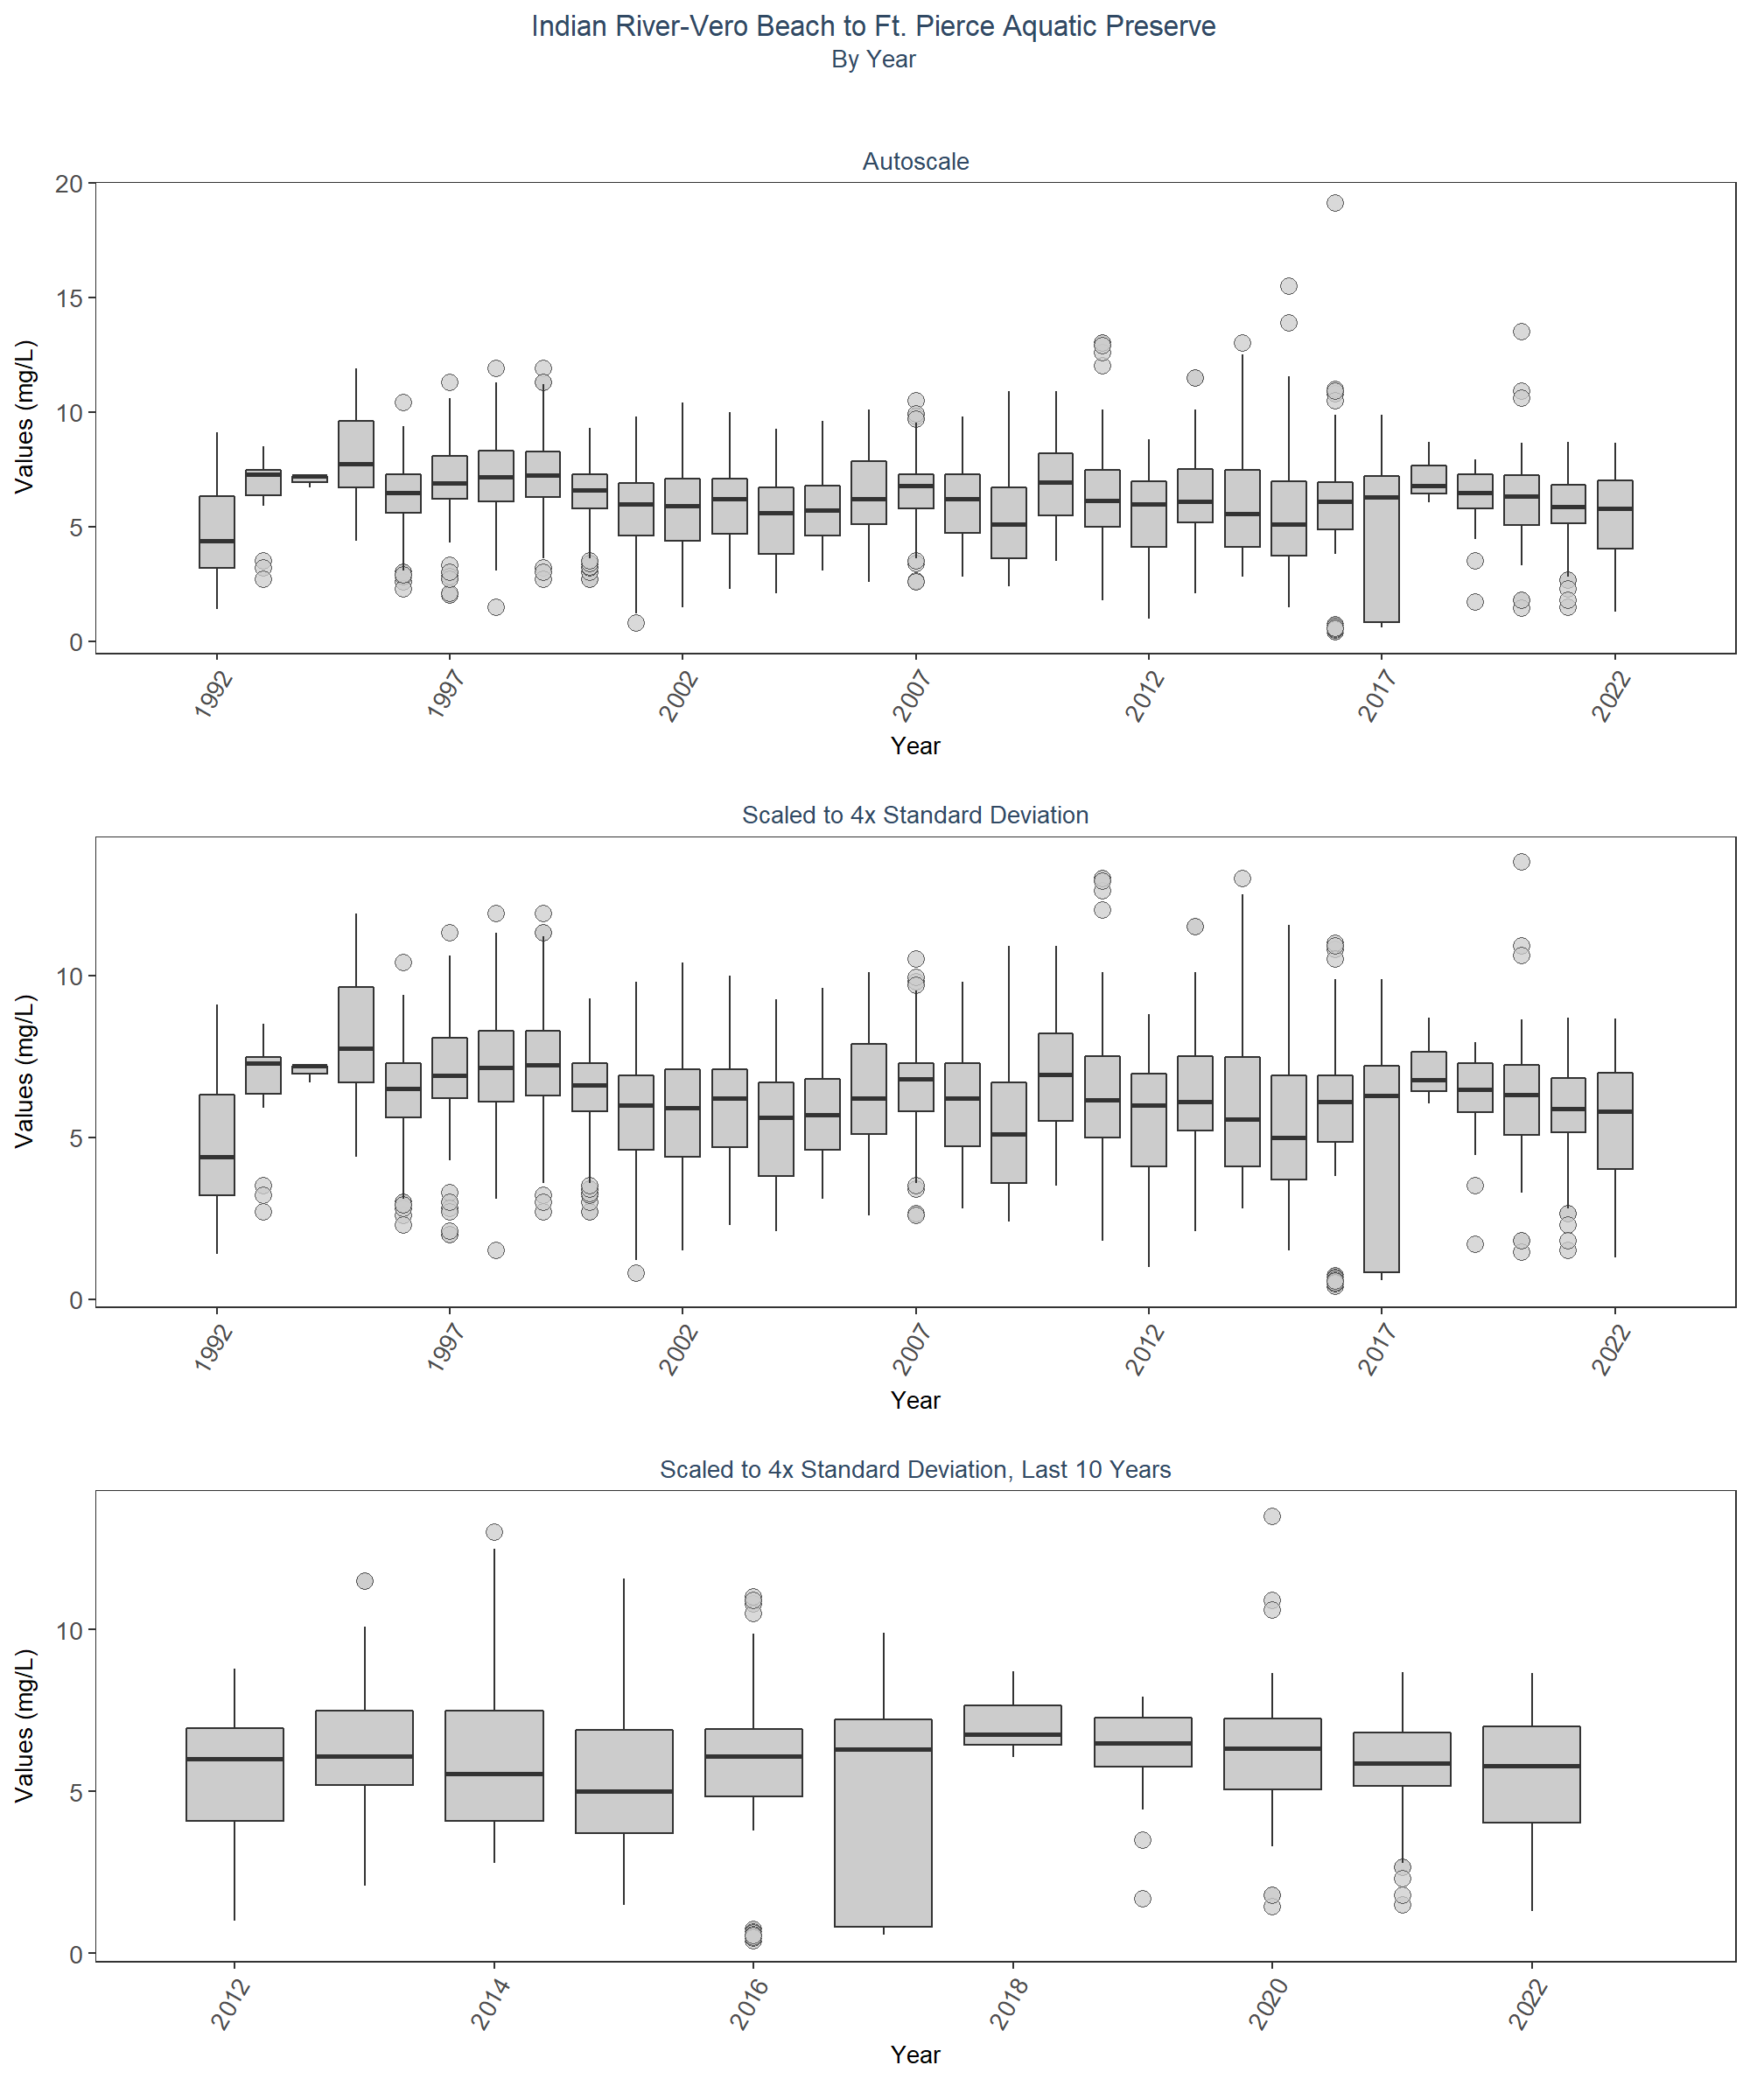 Indian River-Vero Beach to Ft. Pierce Aquatic Preserve
By Year
Autoscale
Values (mg/L)
20
15
10
5
0
1992 1997 2002 2007 2012 2017 2022
Year
Scaled to 4x Standard Deviation
Values (mg/L)
10
5
0
1992 1997 2002 2007 2012 2017 2022
Year
Scaled to 4x Standard Deviation, Last 10 Years
Values (mg/L)
10
5
0
2012 2014 2016 2018 2020 2022
Year